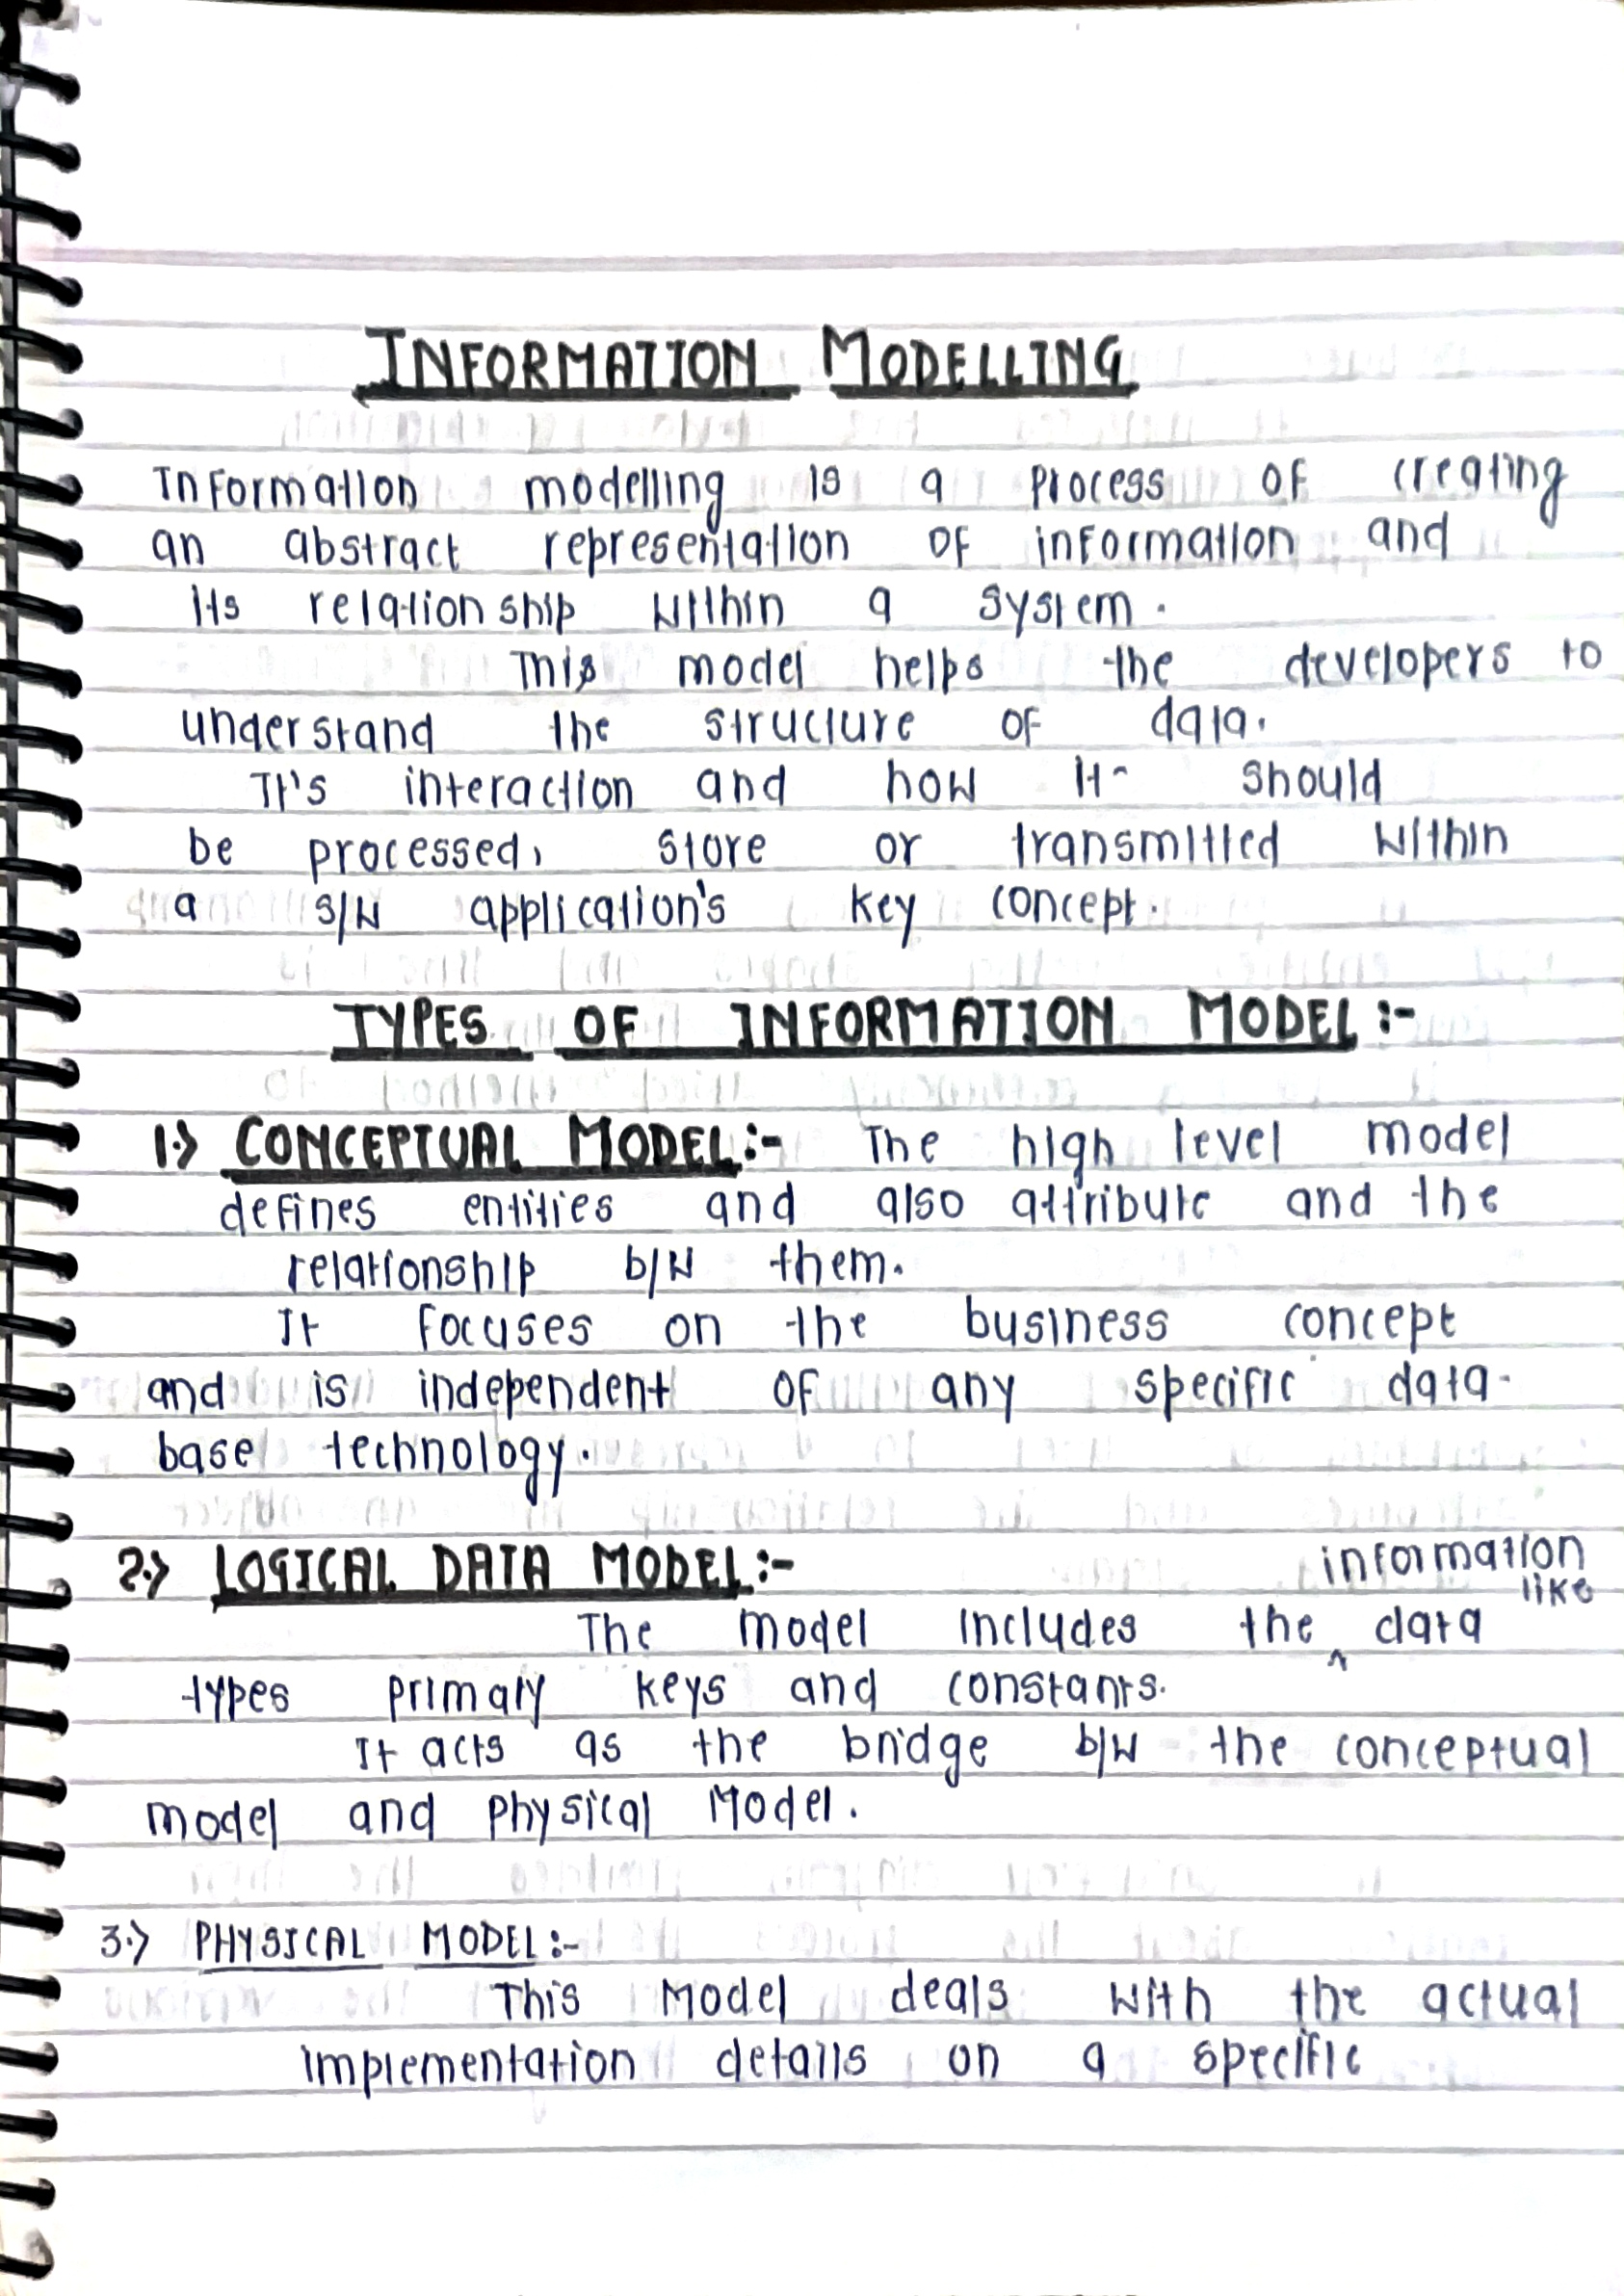 INFORMATION MODELLING
Information modelling is a process of creating
an abstract representation of information and
its relationship within a system.
This model helps the developers to
understand the structure of data.
It's interaction and how it should
be processed, store or transmitted within
a S/W application's key concept.
TYPES OF INFORMATION MODEL:-
1.> CONCEPTUAL MODEL:- The high level model
defines entities and also attribute and the
relationship b/w them.
It focuses on the business concept
and is independent of any specific data-
base technology.
2.> LOGICAL DATA MODEL:-
information like
The model includes the ^ data
types primary keys and constants.
It acts as the bridge b/w the conceptual
model and physical Model.
3.> PHYSICAL MODEL:-
This Model deals with the actual
implementation details on a specific